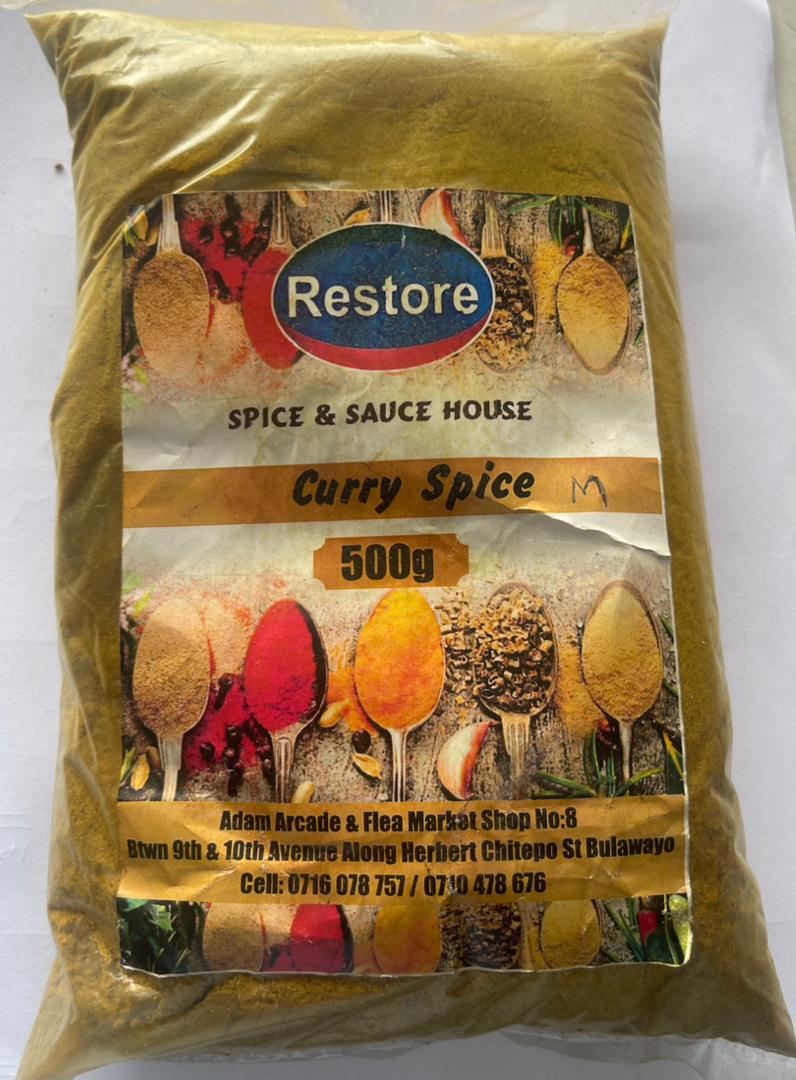 Restore
SPICE & SAUCE HOUSE
Curry Spice M
500g
Adam Arcade & Flea Market Shop No:8
Btwn 9th & 10th Avenue Along Herbert Chitepo St Bulawayo
Cell: 0716 078 757 / 0710 478 676